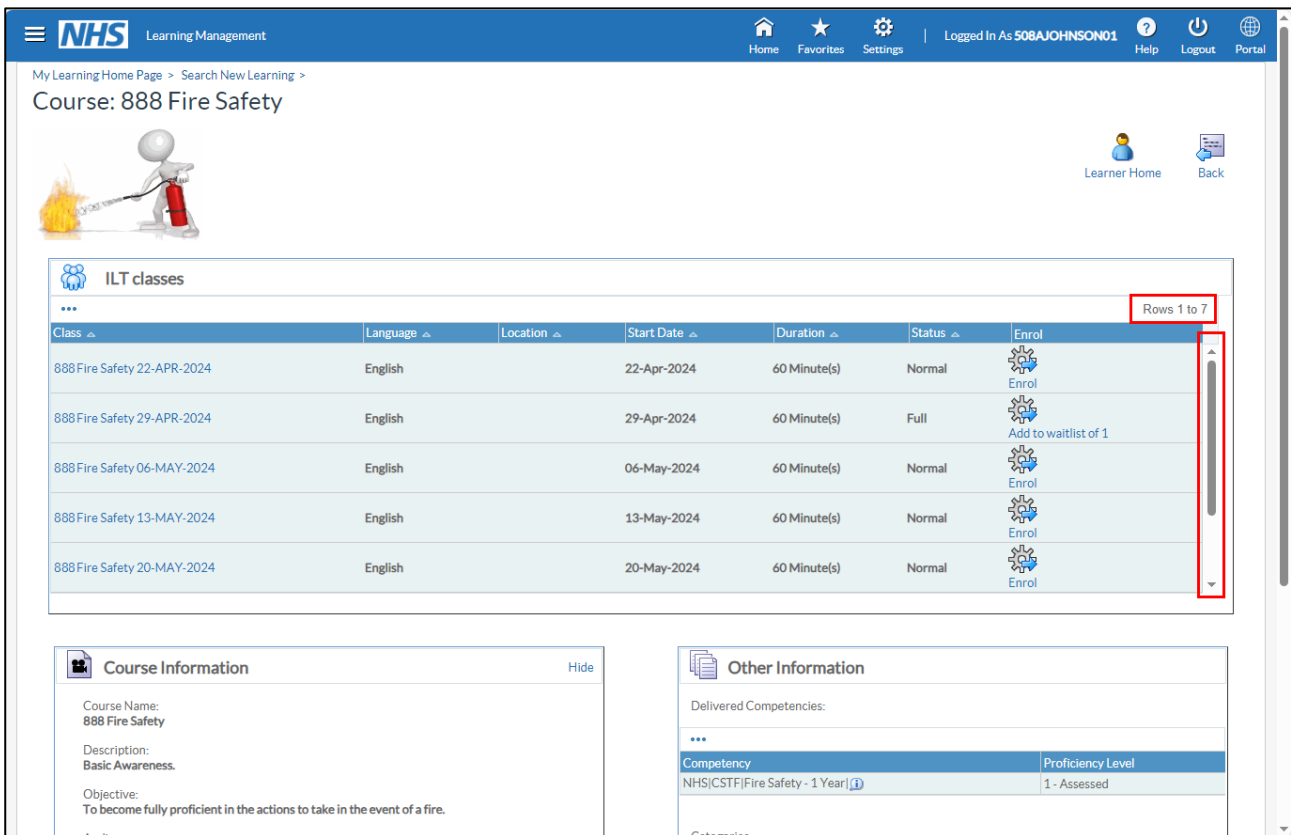 NHS Learning Management Home Favorites Settings | Logged In As 508AJOHNSON01 Help Logout Portal
My Learning Home Page > Search New Learning >
Course: 888 Fire Safety
Learner Home Back
ILT classes
Rows 1 to 7
Class Language Location Start Date Duration Status Enrol
888 Fire Safety 22-APR-2024 English 22-Apr-2024 60 Minute(s) Normal Enrol
888 Fire Safety 29-APR-2024 English 29-Apr-2024 60 Minute(s) Full Add to waitlist of 1
888 Fire Safety 06-MAY-2024 English 06-May-2024 60 Minute(s) Normal Enrol
888 Fire Safety 13-MAY-2024 English 13-May-2024 60 Minute(s) Normal Enrol
888 Fire Safety 20-MAY-2024 English 20-May-2024 60 Minute(s) Normal Enrol
Course Information Hide
Course Name:
888 Fire Safety
Description:
Basic Awareness.
Objective:
To become fully proficient in the actions to take in the event of a fire.
Other Information
Delivered Competencies:
Competency Proficiency Level
NHS|CSTF|Fire Safety - 1 Year| 1 - Assessed